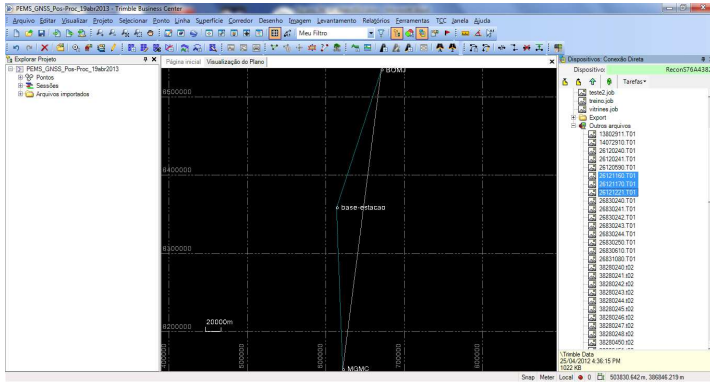 PEMS_GNSS_Pos-Proc_19abr2013 - Trimble Business Center
Arquivo Editar Visualizar Projeto Selecionar Ponto Linha Superfície Corredor Desenho Imagem Levantamento Relatórios Ferramentas TCC Janela Ajuda
Meu Filtro
Explorar Projeto
PEMS_GNSS_Pos-Proc_19abr2013
Pontos
Sessões
Arquivos importados
Página inicial Visualização do Plano
BOMJ
8500000
8400000
base-estacao
8300000
20000m
8200000
400000 500000 600000 700000 800000
MGMC
Dispositivos: Conexão Direta
Dispositivo: ReconS76A4382
Tarefas
teste2.job
treino.job
vitrines.job
Export
Outros arquivos
13802911.T01
14072910.T01
26120240.T01
26120241.T01
26120590.T01
26121160.T01
26121170.T01
26121221.T01
26830240.T01
26830241.T01
26830242.T01
26830243.T01
26830244.T01
26830250.T01
26830610.T01
26831080.T01
38280240.t02
38280241.t02
38280242.t02
38280243.t02
38280244.t02
38280245.t02
38280246.t02
38280247.t02
38280248.t02
38280450.t02
\Trimble Data
25/04/2012 4:36:15 PM
1022 KB
Snap Meter Local 0 503830.642 m, 386846.219 m